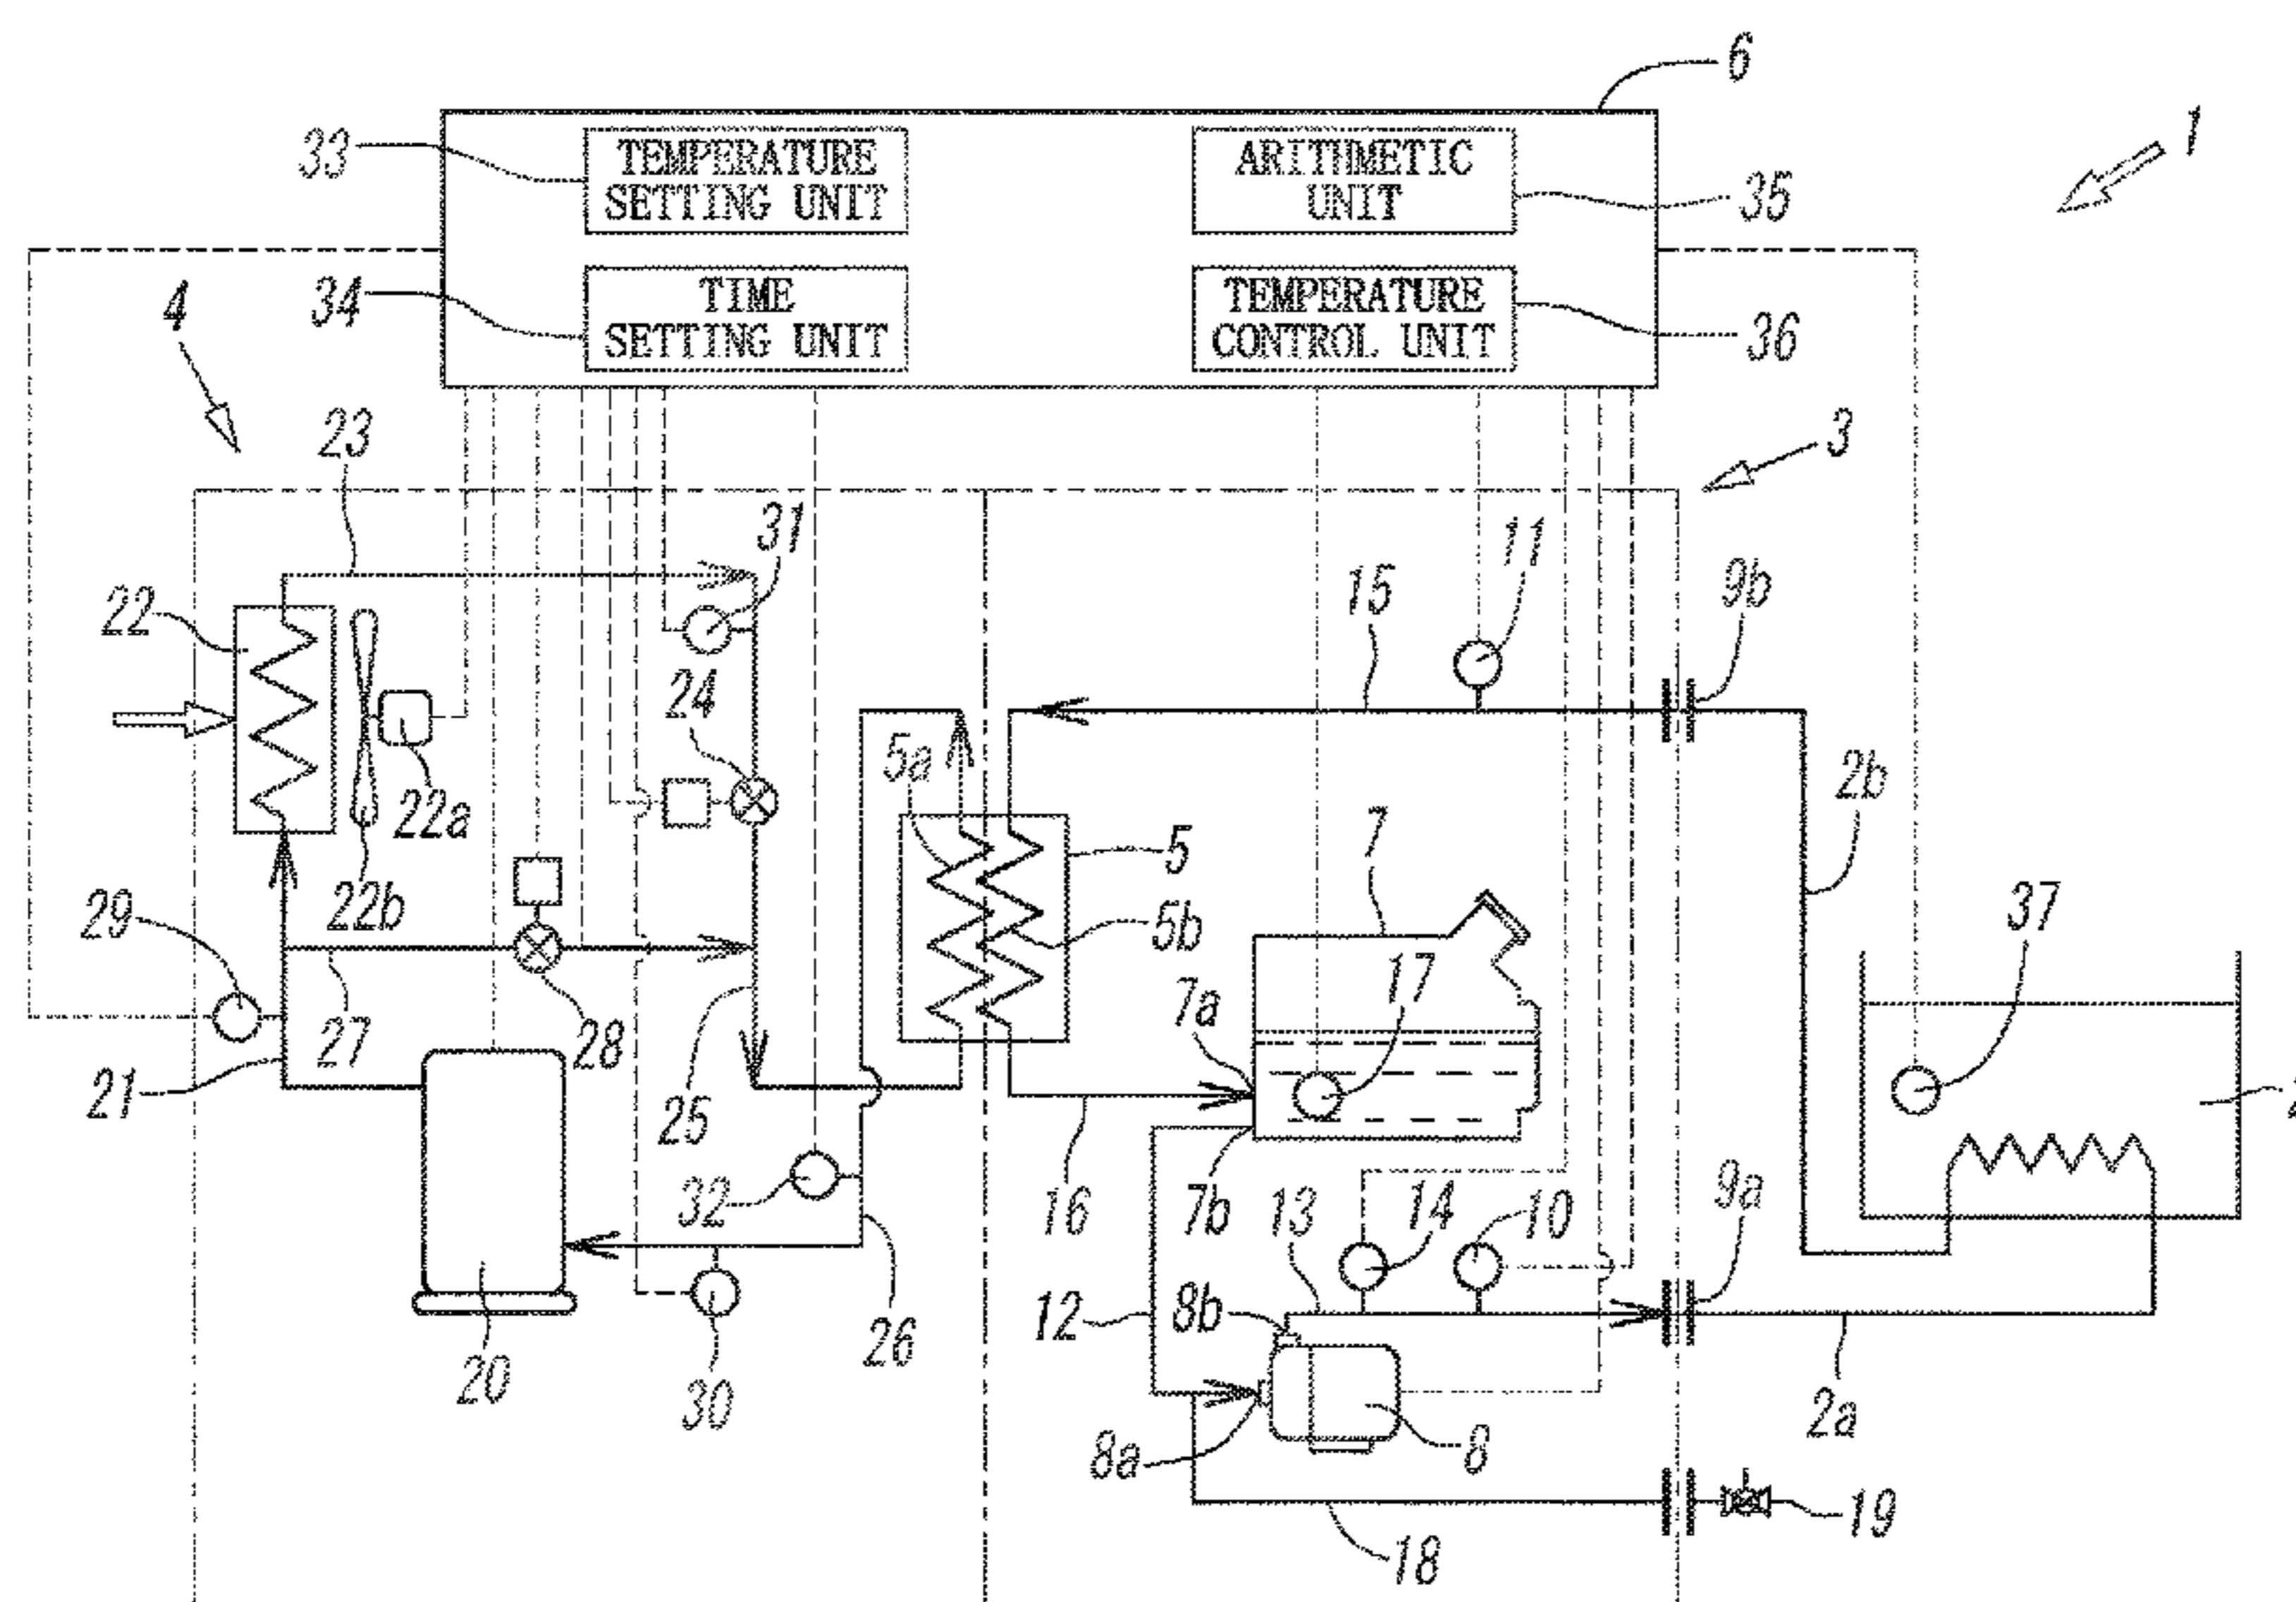 6
1
33
TEMPERATURE
SETTING UNIT
ARITHMETIC
UNIT
35
34
TIME
SETTING UNIT
TEMPERATURE
CONTROL UNIT
36
4
3
23
31
11
15
9b
22
24
5a
2b
22a
7
5
22b
5b
37
29
17
7a
27
28
21
25
2
32
16
7b
13
14
10
9a
12
8b
26
20
30
2a
8a
8
19
18